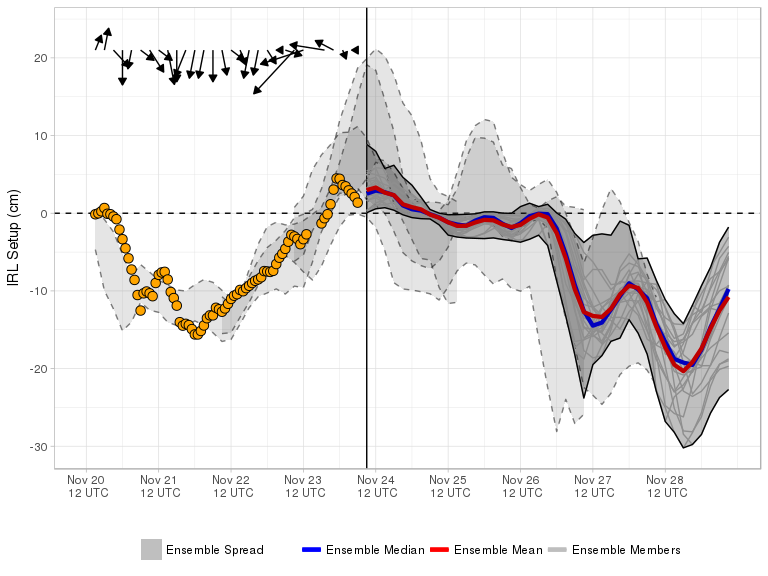 IRL Setup (cm)
20
10
0
-10
-20
-30
Nov 20 Nov 21 Nov 22 Nov 23 Nov 24 Nov 25 Nov 26 Nov 27 Nov 28
12 UTC 12 UTC 12 UTC 12 UTC 12 UTC 12 UTC 12 UTC 12 UTC 12 UTC
Ensemble Spread Ensemble Median Ensemble Mean Ensemble Members